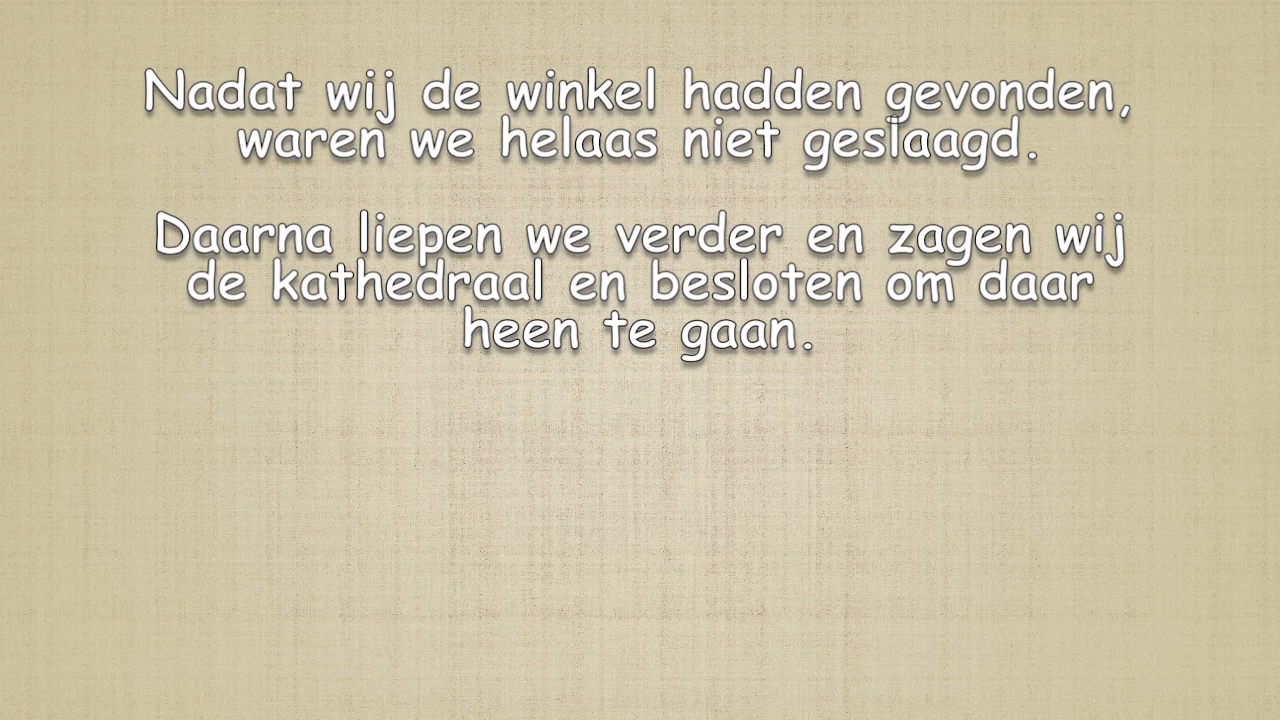 Nadat wij de winkel hadden gevonden,
waren we helaas niet geslaagd.
Daarna liepen we verder en zagen wij
de kathedraal en besloten om daar
heen te gaan.